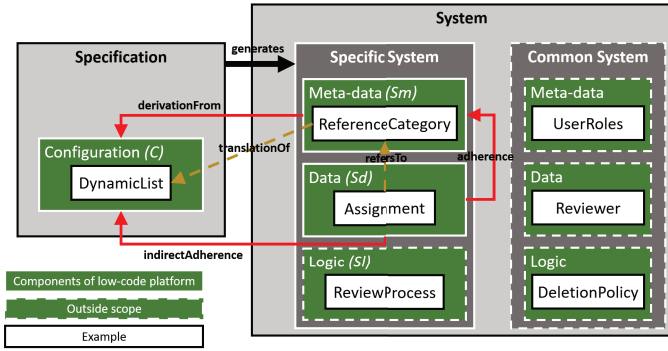 System
Specification
generates
Specific System
Common System
derivationFrom
Meta-data (Sm)
ReferenceCategory
Meta-data
UserRoles
Configuration (C)
DynamicList
translationOf
refersTo
adherence
Data (Sd)
Assignment
Data
Reviewer
indirectAdherence
Logic (Sl)
ReviewProcess
Logic
DeletionPolicy
Components of low-code platform
Outside scope
Example